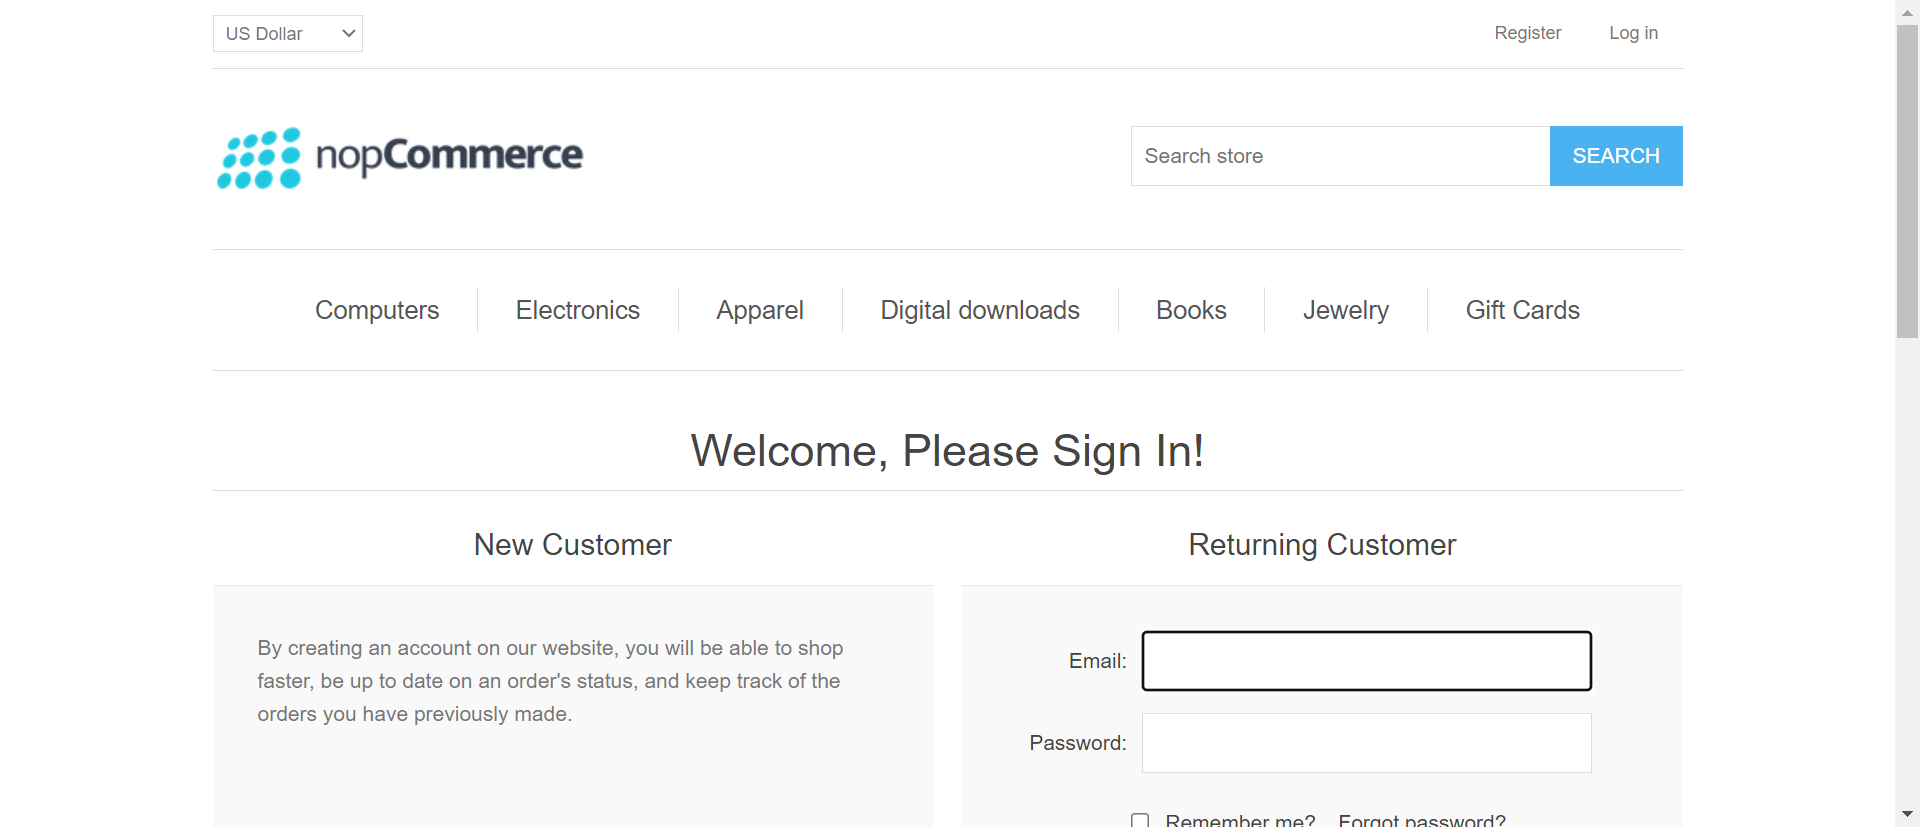 US Dollar
Register
Log in
nopCommerce
Search store
SEARCH
Computers
Electronics
Apparel
Digital downloads
Books
Jewelry
Gift Cards
Welcome, Please Sign In!
New Customer
By creating an account on our website, you will be able to shop
faster, be up to date on an order's status, and keep track of the
orders you have previously made.
Returning Customer
Email:
Password:
Remember me?
Forgot password?